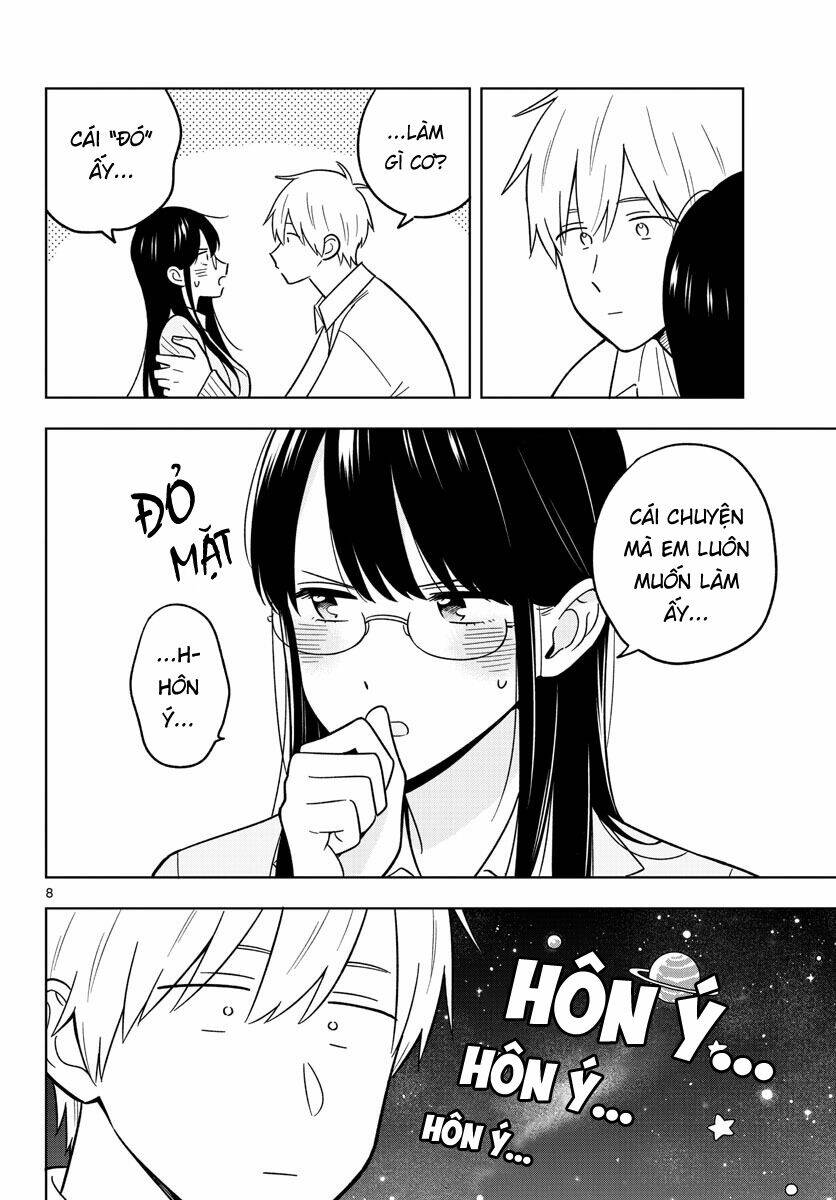 ...LÀM
GÌ CƠ?
CÁI "ĐÓ"
ẤY...
CÁI CHUYỆN
MÀ EM LUÔN
MUỐN LÀM
ẤY...
ĐỎ
MẶT
...H-
HÔN
Ý...
8
HÔN Ý...
HÔN Ý...
HÔN Ý...